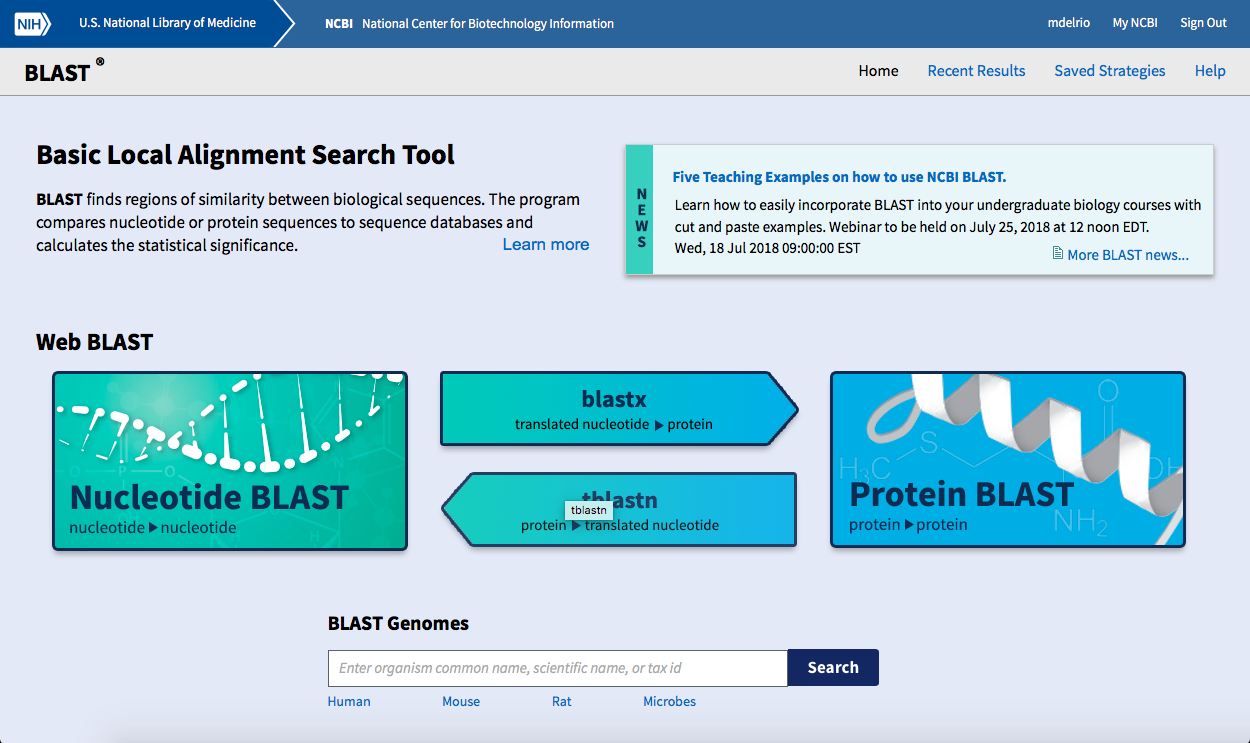 NIH U.S. National Library of Medicine NCBI National Center for Biotechnology Information mdelrio My NCBI Sign Out
BLAST ® Home Recent Results Saved Strategies Help
Basic Local Alignment Search Tool
BLAST finds regions of similarity between biological sequences. The program
compares nucleotide or protein sequences to sequence databases and
calculates the statistical significance. Learn more
NEWS
Five Teaching Examples on how to use NCBI BLAST.
Learn how to easily incorporate BLAST into your undergraduate biology courses with
cut and paste examples. Webinar to be held on July 25, 2018 at 12 noon EDT.
Wed, 18 Jul 2018 09:00:00 EST
More BLAST news...
Web BLAST
O P O
H
N
Nucleotide BLAST
nucleotide ▶ nucleotide
blastx
translated nucleotide ▶ protein
tblastn
tblastn
protein ▶ translated nucleotide
O
S
H₃C OH
NH₂
Protein BLAST
protein ▶ protein
BLAST Genomes
Enter organism common name, scientific name, or tax id Search
Human Mouse Rat Microbes